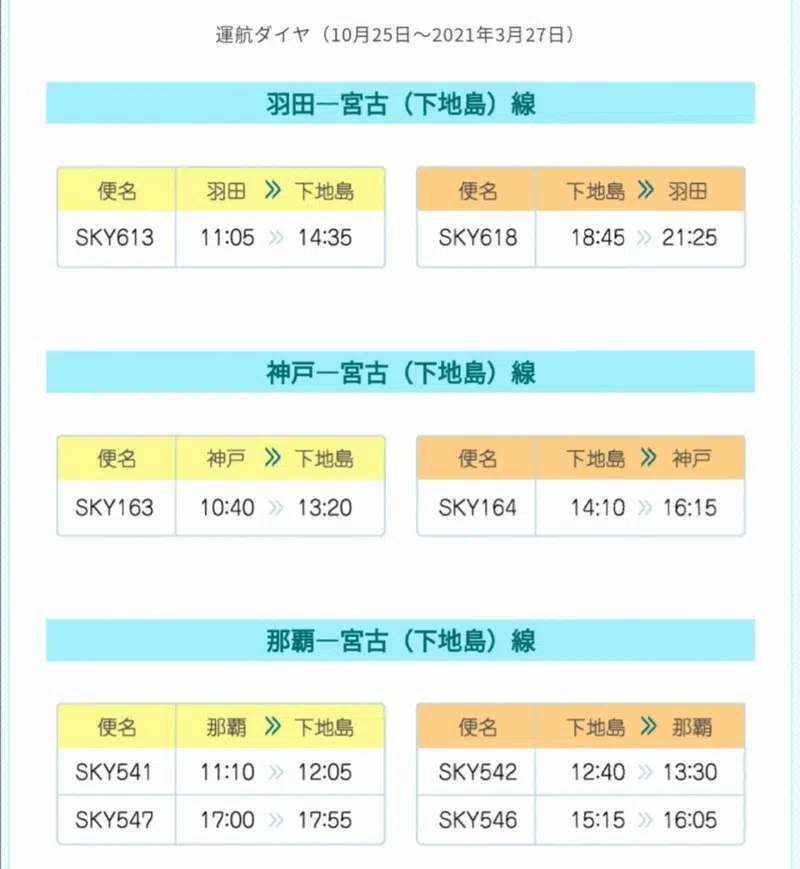 運航ダイヤ（10月25日～2021年3月27日）
羽田―宮古（下地島）線
便名 羽田 » 下地島 便名 下地島 » 羽田
SKY613 11:05 » 14:35 SKY618 18:45 » 21:25
神戸―宮古（下地島）線
便名 神戸 » 下地島 便名 下地島 » 神戸
SKY163 10:40 » 13:20 SKY164 14:10 » 16:15
那覇―宮古（下地島）線
便名 那覇 » 下地島 便名 下地島 » 那覇
SKY541 11:10 » 12:05 SKY542 12:40 » 13:30
SKY547 17:00 » 17:55 SKY546 15:15 » 16:05